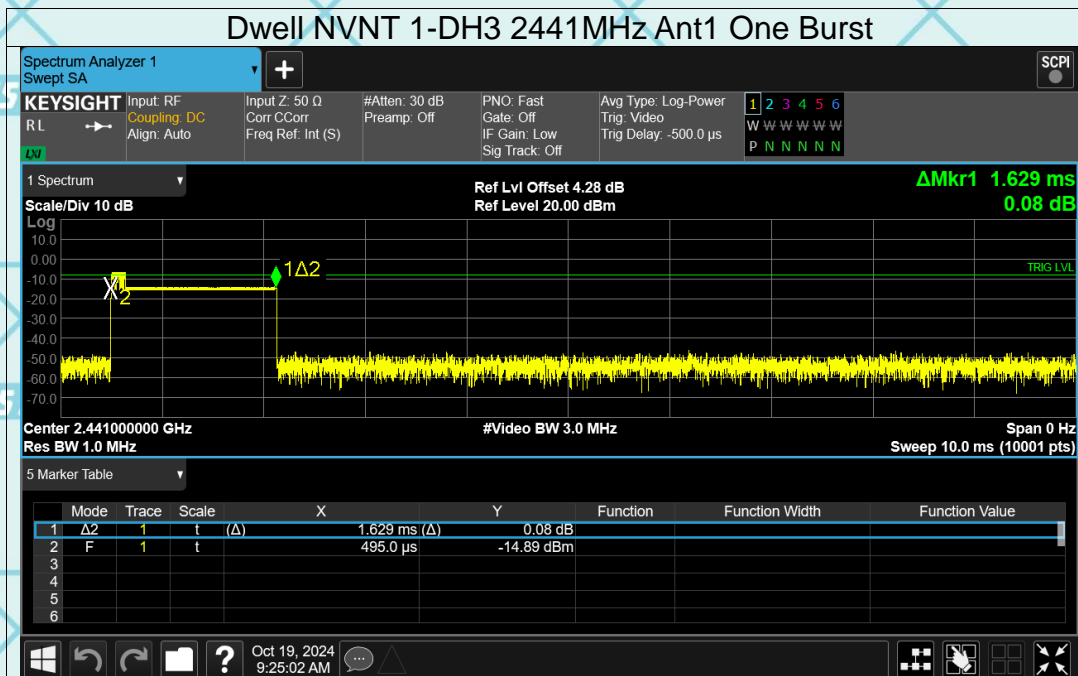 Dwell NVNT 1-DH3 2441MHz Ant1 One Burst
Spectrum Analyzer 1
Swept SA
+
SCPI
KEYSIGHT
RL
LXI
Input: RF
Coupling: DC
Align: Auto
Input Z: 50 Ω
Corr CCorr
Freq Ref: Int (S)
#Atten: 30 dB
Preamp: Off
PNO: Fast
Gate: Off
IF Gain: Low
Sig Track: Off
Avg Type: Log-Power
Trig: Video
Trig Delay: -500.0 µs
1 2 3 4 5 6
W W W W W W
P N N N N N
1 Spectrum
Scale/Div 10 dB
Ref Lvl Offset 4.28 dB
Ref Level 20.00 dBm
ΔMkr1 1.629 ms
0.08 dB
Log
10.0
0.00
-10.0
-20.0
-30.0
-40.0
-50.0
-60.0
-70.0
1Δ2
X2
TRIG LVL
Center 2.441000000 GHz
#Video BW 3.0 MHz
Span 0 Hz
Res BW 1.0 MHz
Sweep 10.0 ms (10001 pts)
5 Marker Table
Mode Trace Scale X Y Function Function Width Function Value
1 Δ2 1 t (Δ) 1.629 ms (Δ) 0.08 dB
2 F 1 t 495.0 µs -14.89 dBm
3
4
5
6
?
Oct 19, 2024
9:25:02 AM